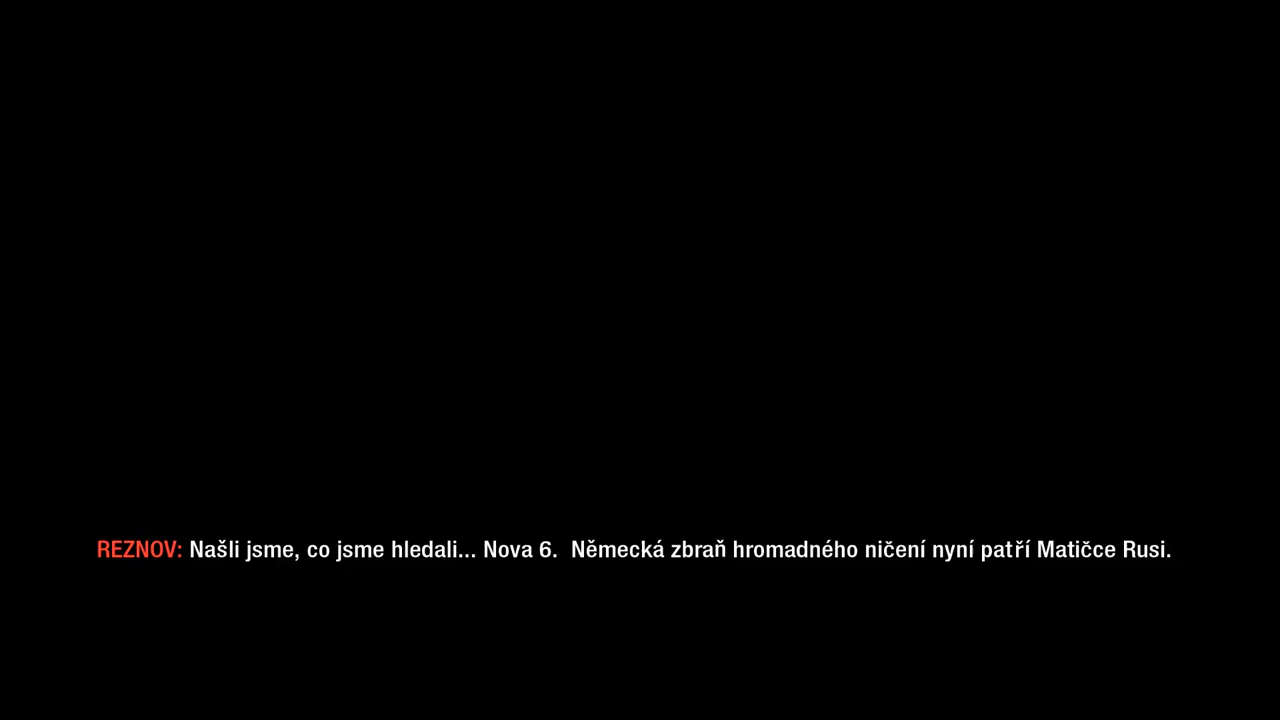 REZNOV: Našli jsme, co jsme hledali... Nova 6.  Německá zbraň hromadného ničení nyní patří Matičce Rusi.